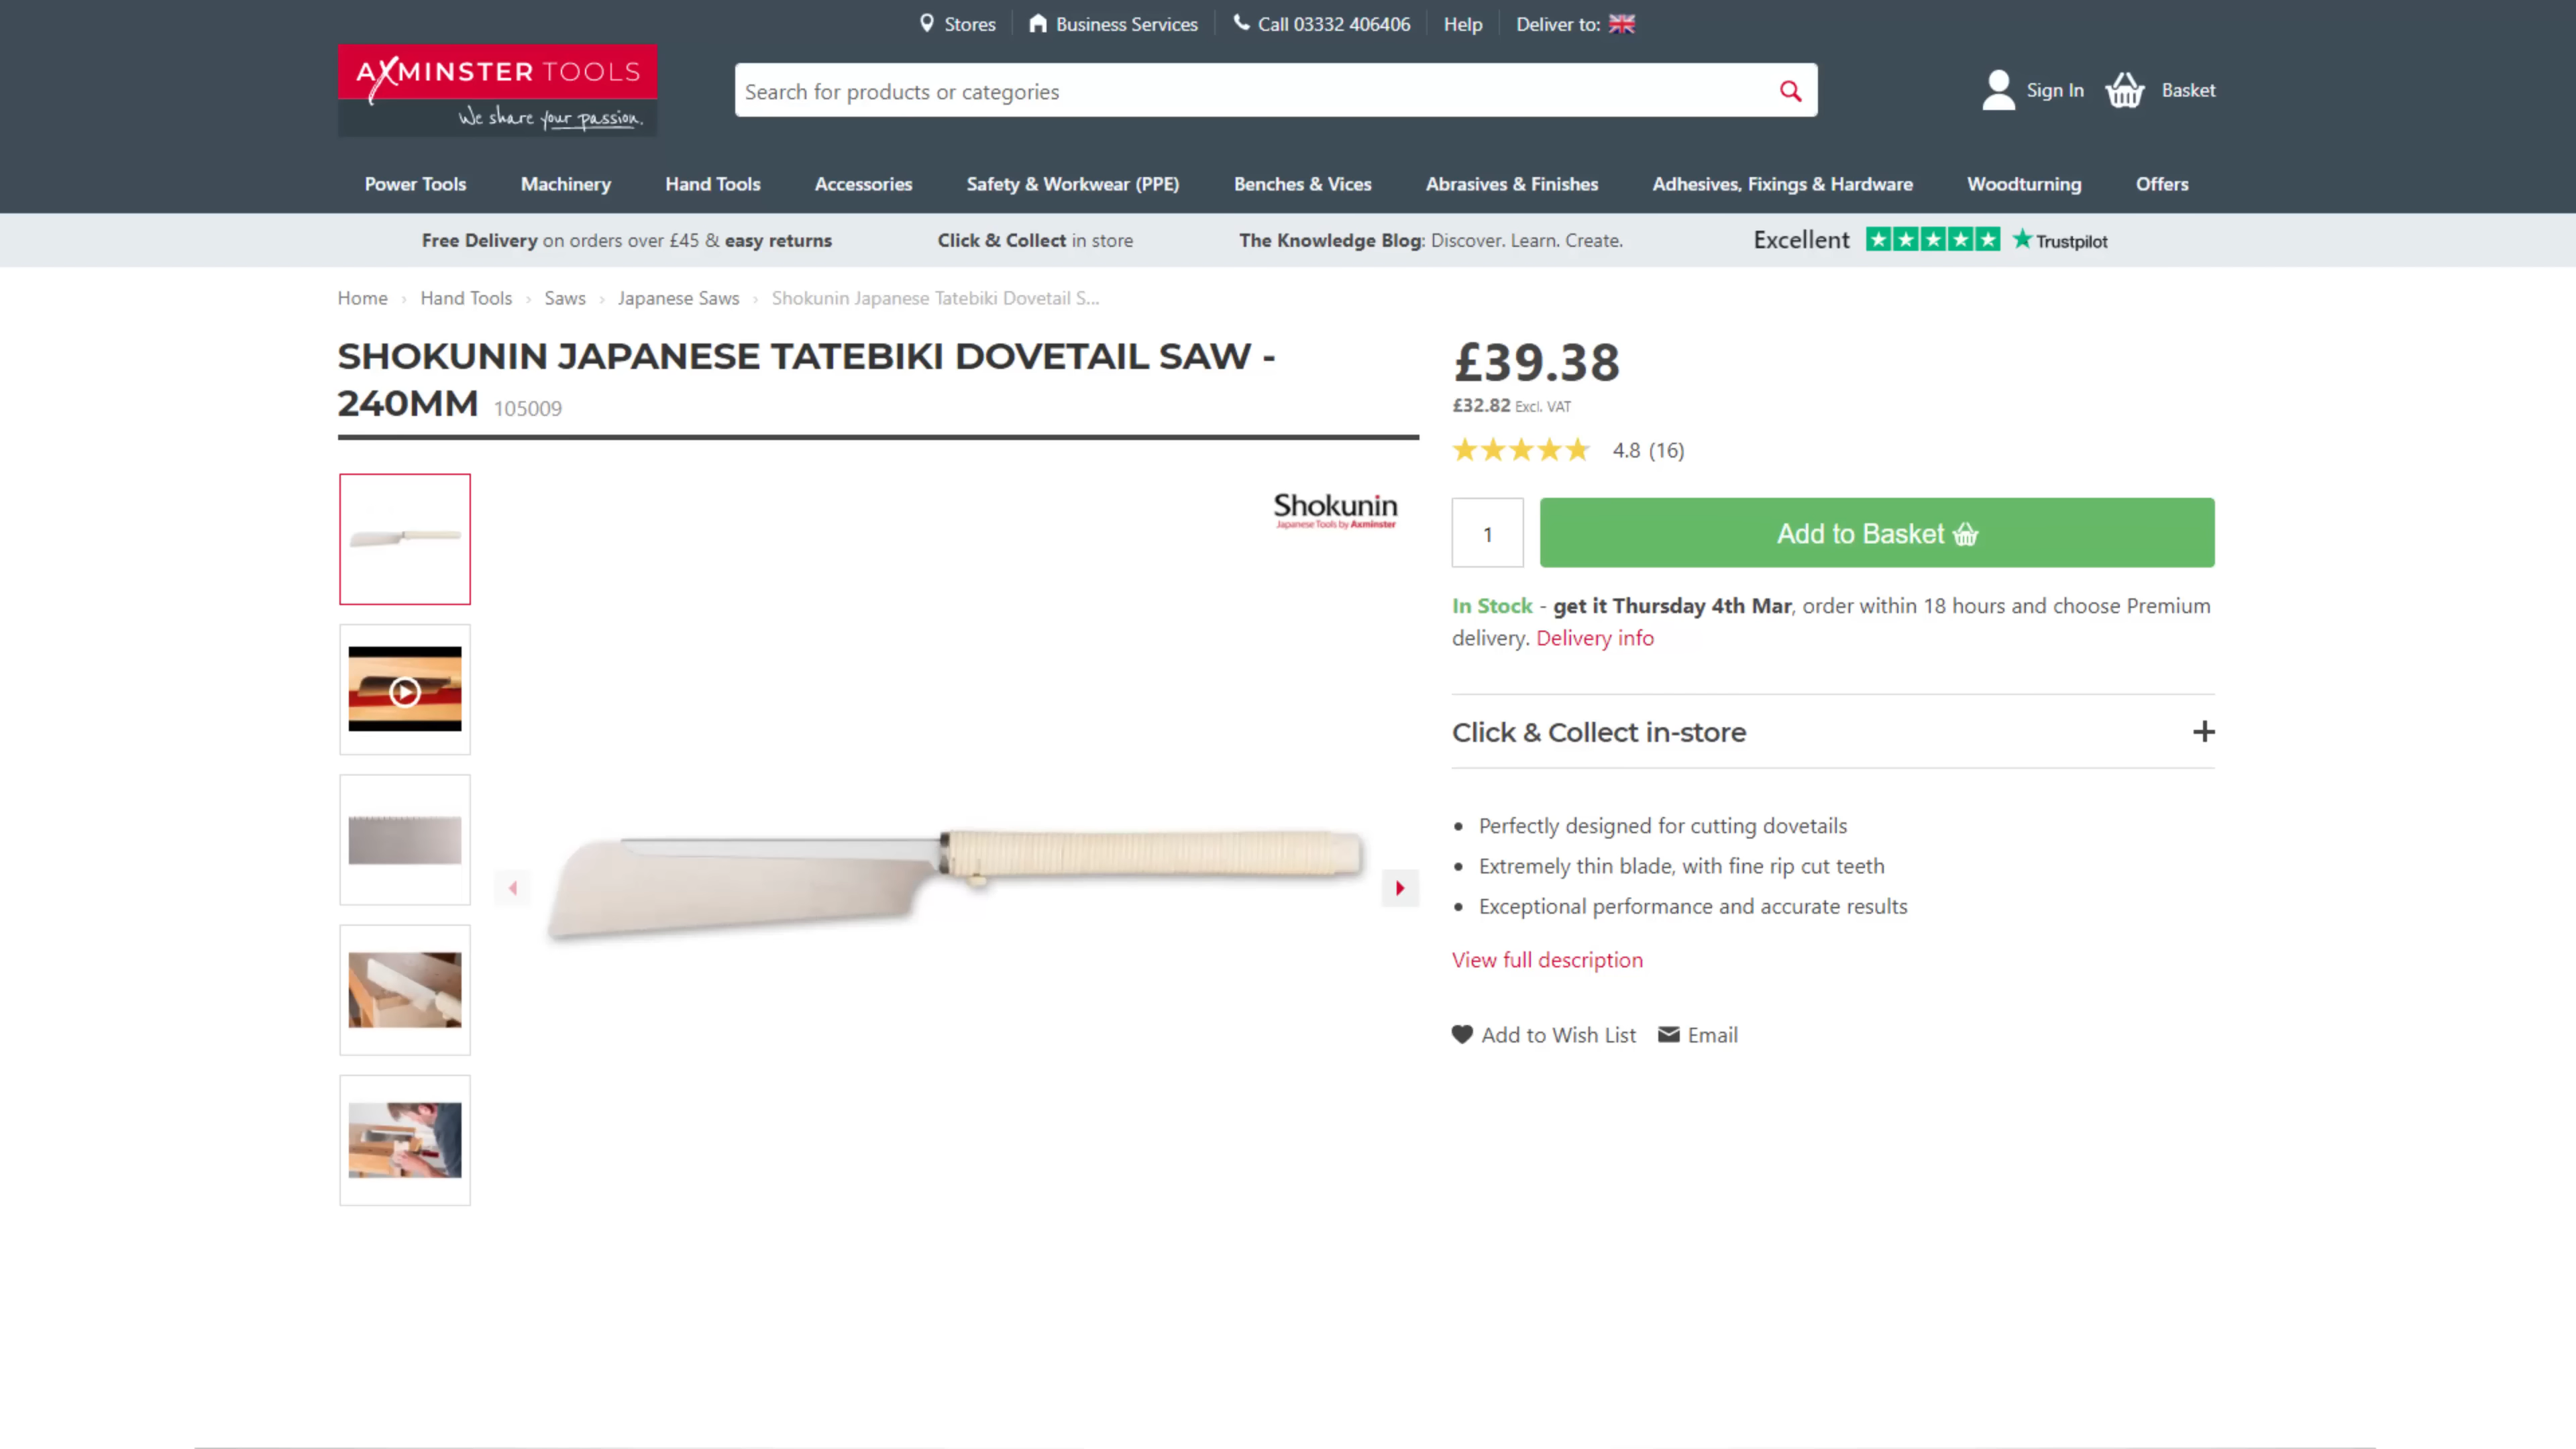 Stores
Business Services
Call 03332 406406
Help
Deliver to:
AXMINSTER TOOLS
We share your passion.
Search for products or categories
Sign In
Basket
Power Tools
Machinery
Hand Tools
Accessories
Safety & Workwear (PPE)
Benches & Vices
Abrasives & Finishes
Adhesives, Fixings & Hardware
Woodturning
Offers
Free Delivery on orders over £45 & easy returns
Click & Collect in store
The Knowledge Blog: Discover. Learn. Create.
Excellent
Trustpilot
Home › Hand Tools › Saws › Japanese Saws › Shokunin Japanese Tatebiki Dovetail S...
SHOKUNIN JAPANESE TATEBIKI DOVETAIL SAW -
240MM 105009
Shokunin
Japanese Tools by Axminster
£39.38
£32.82 Excl. VAT
4.8 (16)
1
Add to Basket
In Stock - get it Thursday 4th Mar, order within 18 hours and choose Premium
delivery. Delivery info
Click & Collect in-store
+
• Perfectly designed for cutting dovetails
• Extremely thin blade, with fine rip cut teeth
• Exceptional performance and accurate results
View full description
Add to Wish List
Email